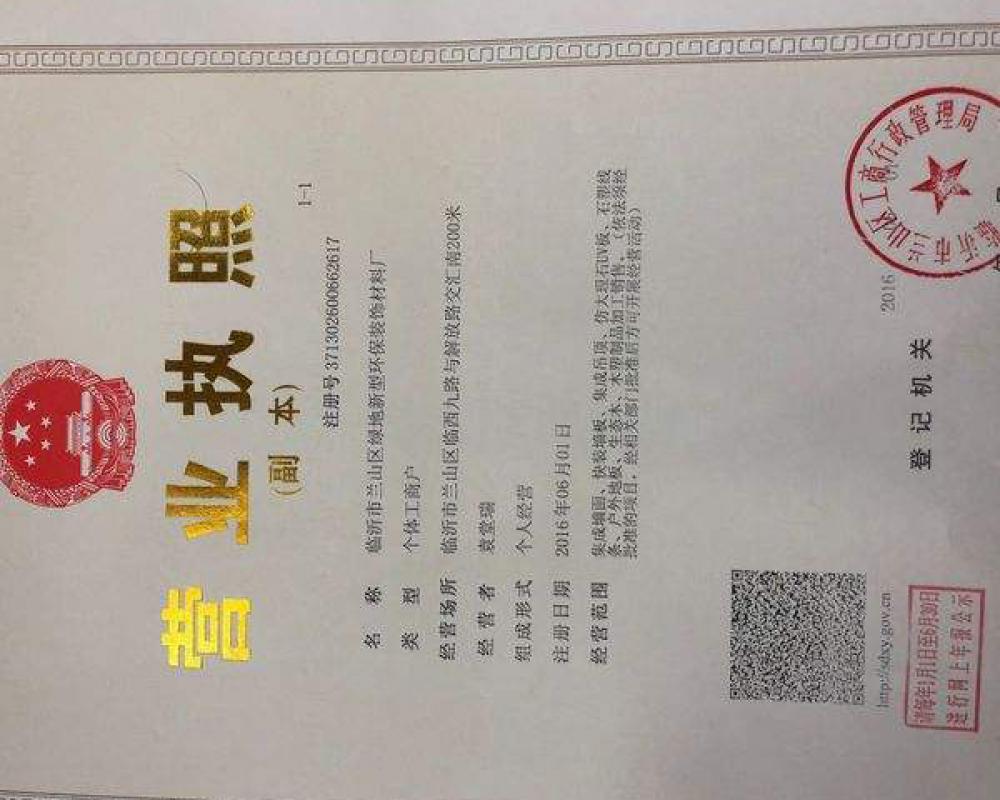 营业执照
(副 本)
1-1
注册号 371302600662617
名 称 临沂市兰山区绿地新型环保装饰材料厂
类 型 个体工商户
经营场所 临沂市兰山区临西九路与解放路交汇南200米
经 营 者 袁堂瑞
组成形式 个人经营
注册日期 2016年06月01日
经营范围 集成墙面、快装墙板、集成吊顶、仿大理石UV板、石塑线
条、户外地板、生态木、木塑制品加工销售。(依法须经
批准的项目,经相关部门批准后方可开展经营活动)
登 记 机 关
2016
临沂市兰山区工商行政管理局
http://sdxy.gov.cn
请每年1月1日至6月30日
进行网上年报公示